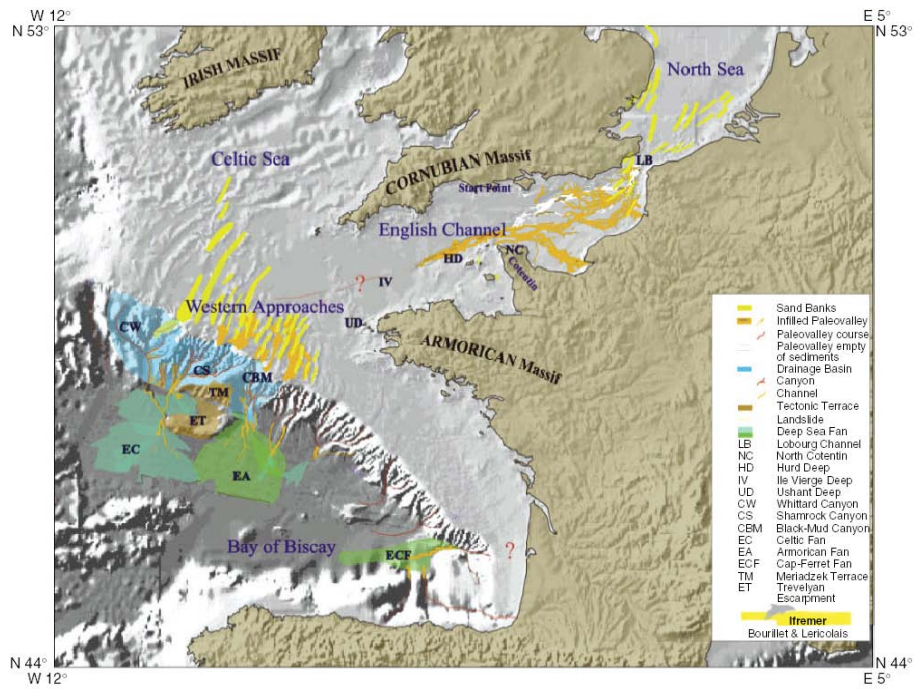 W 12° E 5°
N 53° N 53°
IRISH MASSIF
North Sea
Celtic Sea
CORNUBIAN Massif
LB
Start Point
English Channel
NC
HD
Cotentin
? IV
Western Approaches
UD
CW
ARMORICAN Massif
CS
CBM
TM
ET
EC
EA
Bay of Biscay
ECF
?
Sand Banks
Infilled Paleovalley
Paleovalley course
Paleovalley empty
of sediments
Drainage Basin
Canyon
Channel
Tectonic Terrace
Landslide
Deep Sea Fan
LB Lobourg Channel
NC North Cotentin
HD Hurd Deep
IV Ile Vierge Deep
UD Ushant Deep
CW Whittard Canyon
CS Shamrock Canyon
CBM Black-Mud Canyon
EC Celtic Fan
EA Armorican Fan
ECF Cap-Ferret Fan
TM Meriadzek Terrace
ET Trevelyan
Escarpment
Ifremer
Bourillet & Lericolais
N 44° N 44°
W 12° E 5°